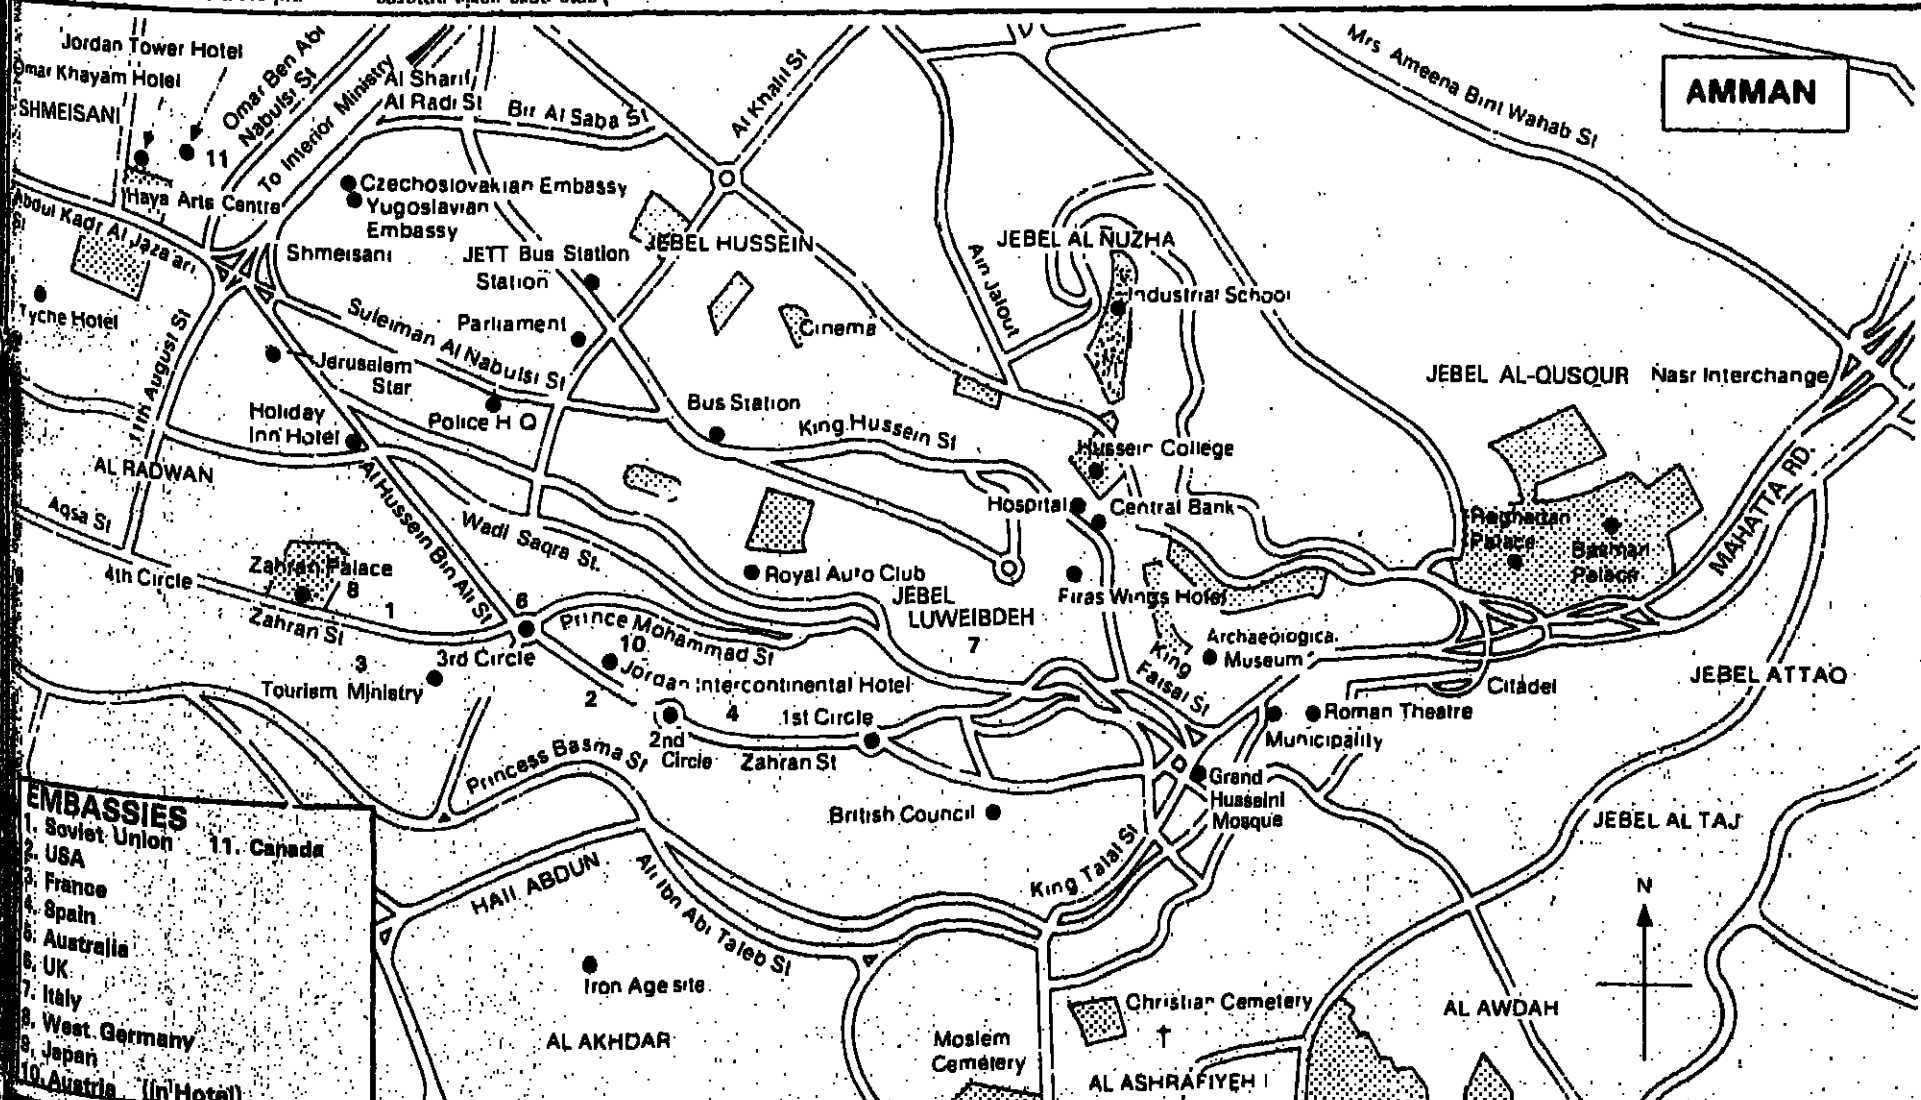 AMMAN
Jordan Tower Hotel
Omar Khayam Hotel
SHMEISANI
Omar Ben Abi
Nabulsi St
To Interior Ministry
Al Sharif
Al Radi St
Bir Al Saba St
Al Khalil St
Mrs Ameena Bint Wahab St
11
Haya Arts Centre
Abdul Kadr Al Jaza'ari
St
Czechoslovakian Embassy
Yugoslavian
Embassy
Shmeisani
JETT Bus Station
Station
JEBEL HUSSEIN
JEBEL AL NUZHA
Ain Jalout
Industrial School
Tyche Hotel
11th August St
Suleiman Al Nabulsi St
Parliament
Cinema
Jerusalem
Star
JEBEL AL-QUSOUR
Nasr Interchange
Holiday
Inn Hotel
Police H Q
Bus Station
King Hussein St
Hussein College
AL RADWAN
Al Hussein Bin Ali St
Aqsa St
Wadi Saqra St.
Hospital
Central Bank
Raghadan
Palace
Basman
Palace
MAHATTA RD.
4th Circle
Zahran Palace
8
1
6
Zahran St
Royal Auto Club
JEBEL
LUWEIBDEH
7
Firas Wings Hotel
Prince Mohammad St
10
3rd Circle
3
Tourism Ministry
Jordan Intercontinental Hotel
2
4
1st Circle
2nd
Circle
Zahran St
King
Faisal St
Archaeological
Museum
Citadel
Roman Theatre
Municipality
JEBEL ATTAQ
Princess Basma St
British Council
Grand
Husseini
Mosque
JEBEL AL TAJ
King Talal St
HAII ABDUN
Ali Ibn Abi Taleb St
Iron Age site
AL AKHDAR
Christian Cemetery
Moslem
Cemetery
AL ASHRAFIYEH
AL AWDAH
N
EMBASSIES
1. Soviet Union 11. Canada
2. USA
3. France
4. Spain
5. Australia
6. UK
7. Italy
8. West Germany
9. Japan
10. Austria (in Hotel)